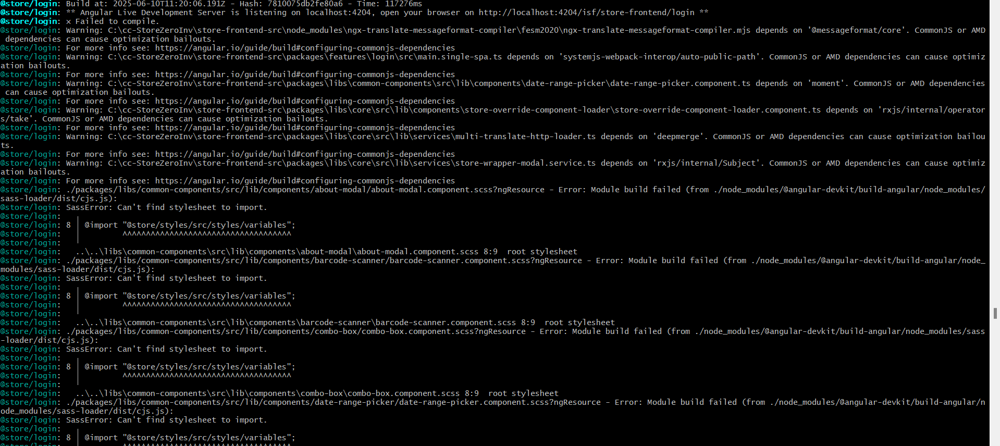 @store/login: Build at: 2025-06-10T11:20:06.191Z - Hash: 7810075db2fe80a6 - Time: 117276ms
@store/login: ** Angular Live Development Server is listening on localhost:4204, open your browser on http://localhost:4204/isf/store-frontend/login **
@store/login: × Failed to compile.
@store/login: Warning: C:\cc-StoreZeroInv\store-frontend-src\node_modules\ngx-translate-messageformat-compiler\fesm2020\ngx-translate-messageformat-compiler.mjs depends on '@messageformat/core'. CommonJS or AMD
 dependencies can cause optimization bailouts.
@store/login: For more info see: https://angular.io/guide/build#configuring-commonjs-dependencies
@store/login: Warning: C:\cc-StoreZeroInv\store-frontend-src\packages\features\login\src\main.single-spa.ts depends on 'systemjs-webpack-interop/auto-public-path'. CommonJS or AMD dependencies can cause optimiz
ation bailouts.
@store/login: For more info see: https://angular.io/guide/build#configuring-commonjs-dependencies
@store/login: Warning: C:\cc-StoreZeroInv\store-frontend-src\packages\libs\common-components\src\lib\components\date-range-picker\date-range-picker.component.ts depends on 'moment'. CommonJS or AMD dependencies
 can cause optimization bailouts.
@store/login: For more info see: https://angular.io/guide/build#configuring-commonjs-dependencies
@store/login: Warning: C:\cc-StoreZeroInv\store-frontend-src\packages\libs\core\src\lib\components\store-override-component-loader\store-override-component-loader.component.ts depends on 'rxjs/internal/operator
s/take'. CommonJS or AMD dependencies can cause optimization bailouts.
@store/login: For more info see: https://angular.io/guide/build#configuring-commonjs-dependencies
@store/login: Warning: C:\cc-StoreZeroInv\store-frontend-src\packages\libs\core\src\lib\services\multi-translate-http-loader.ts depends on 'deepmerge'. CommonJS or AMD dependencies can cause optimization bailou
ts.
@store/login: For more info see: https://angular.io/guide/build#configuring-commonjs-dependencies
@store/login: Warning: C:\cc-StoreZeroInv\store-frontend-src\packages\libs\core\src\lib\services\store-wrapper-modal.service.ts depends on 'rxjs/internal/Subject'. CommonJS or AMD dependencies can cause optimiz
ation bailouts.
@store/login: For more info see: https://angular.io/guide/build#configuring-commonjs-dependencies
@store/login: ./packages/libs/common-components/src/lib/components/about-modal/about-modal.component.scss?ngResource - Error: Module build failed (from ./node_modules/@angular-devkit/build-angular/node_modules/
sass-loader/dist/cjs.js):
@store/login: SassError: Can't find stylesheet to import.
@store/login:   ╷
@store/login: 8 │ @import "@store/styles/src/styles/variables";
@store/login:   │         ^^^^^^^^^^^^^^^^^^^^^^^^^^^^^^^^^^^^
@store/login:   ╵
@store/login:   ..\..\libs\common-components\src\lib\components\about-modal\about-modal.component.scss 8:9  root stylesheet
@store/login: ./packages/libs/common-components/src/lib/components/barcode-scanner/barcode-scanner.component.scss?ngResource - Error: Module build failed (from ./node_modules/@angular-devkit/build-angular/node_
modules/sass-loader/dist/cjs.js):
@store/login: SassError: Can't find stylesheet to import.
@store/login:   ╷
@store/login: 8 │ @import "@store/styles/src/styles/variables";
@store/login:   │         ^^^^^^^^^^^^^^^^^^^^^^^^^^^^^^^^^^^^
@store/login:   ╵
@store/login:   ..\..\libs\common-components\src\lib\components\barcode-scanner\barcode-scanner.component.scss 8:9  root stylesheet
@store/login: ./packages/libs/common-components/src/lib/components/combo-box/combo-box.component.scss?ngResource - Error: Module build failed (from ./node_modules/@angular-devkit/build-angular/node_modules/sass
-loader/dist/cjs.js):
@store/login: SassError: Can't find stylesheet to import.
@store/login:   ╷
@store/login: 8 │ @import "@store/styles/src/styles/variables";
@store/login:   │         ^^^^^^^^^^^^^^^^^^^^^^^^^^^^^^^^^^^^
@store/login:   ╵
@store/login:   ..\..\libs\common-components\src\lib\components\combo-box\combo-box.component.scss 8:9  root stylesheet
@store/login: ./packages/libs/common-components/src/lib/components/date-range-picker/date-range-picker.component.scss?ngResource - Error: Module build failed (from ./node_modules/@angular-devkit/build-angular/n
ode_modules/sass-loader/dist/cjs.js):
@store/login: SassError: Can't find stylesheet to import.
@store/login:   ╷
@store/login: 8 │ @import "@store/styles/src/styles/variables";
@store/login:   │         ^^^^^^^^^^^^^^^^^^^^^^^^^^^^^^^^^^^^